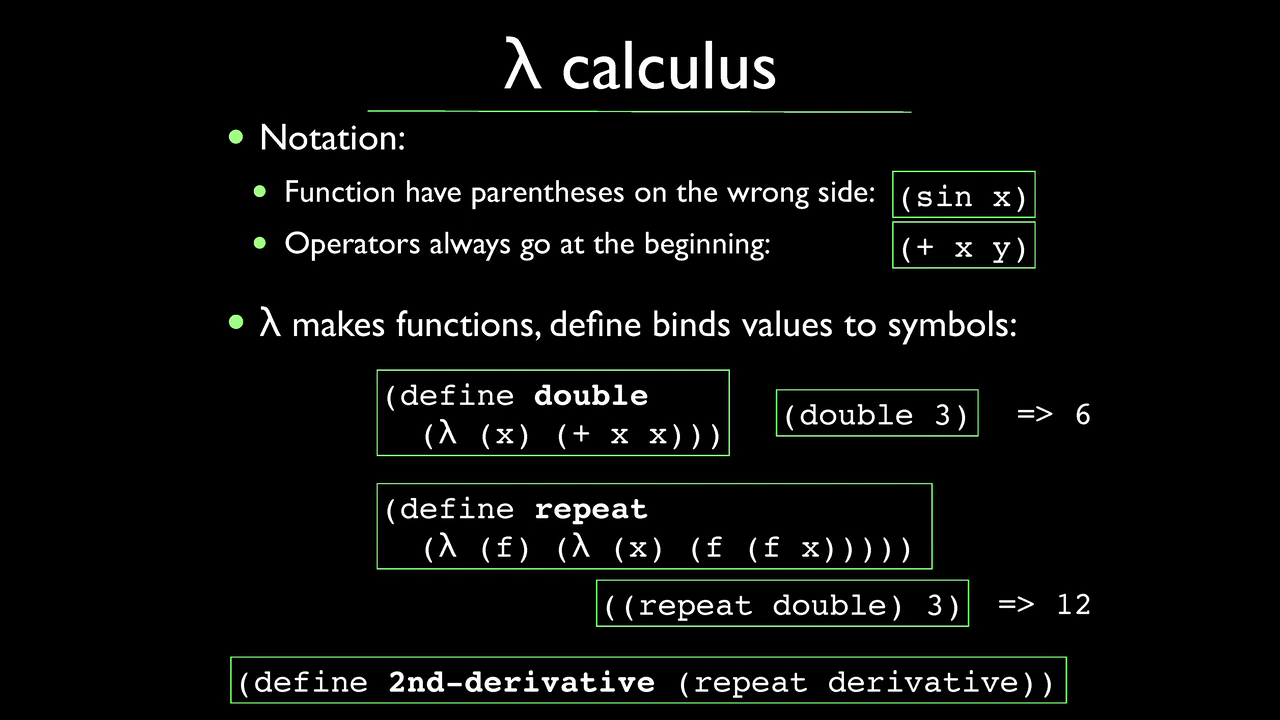 λ calculus
Notation:
Function have parentheses on the wrong side: (sin x)
Operators always go at the beginning: (+ x y)
λ makes functions, define binds values to symbols:
(define double
(λ (x) (+ x x)))
(double 3) => 6
(define repeat
(λ (f) (λ (x) (f (f x)))))
((repeat double) 3) => 12
(define 2nd-derivative (repeat derivative))